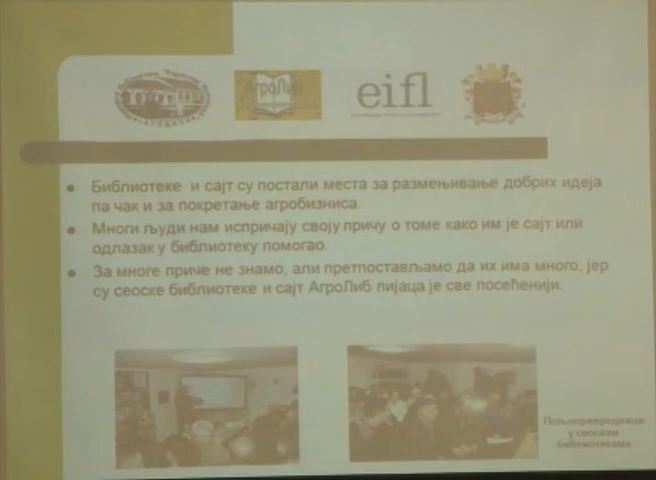 АгроЛиб
eifl
Библиотеке и сајт су постали места за размењивање добрих идеја
па чак и за покретање агробизниса.
Многи људи нам испричају своју причу о томе како им је сајт или
одлазак у библиотеку помогао.
За многе приче не знамо, али претпостављамо да их има много, јер
су сеоске библиотеке и сајт АгроЛиб пијаца је све посећенији.
Пољопривредници
у сеоским
библиотекама